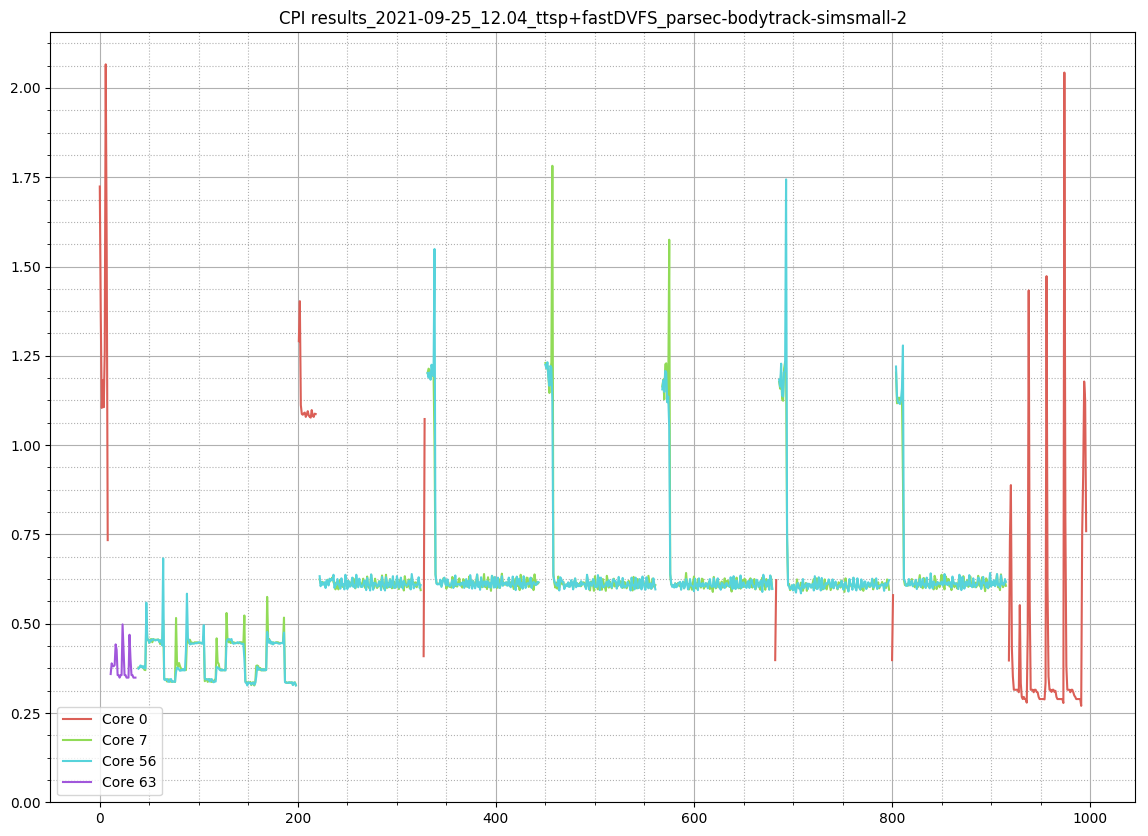 CPI results_2021-09-25_12.04_ttsp+fastDVFS_parsec-bodytrack-simsmall-2
2.00
1.75
1.50
1.25
1.00
0.75
0.50
0.25
0.00
Core 0
Core 7
Core 56
Core 63
0 200 400 600 800 1000